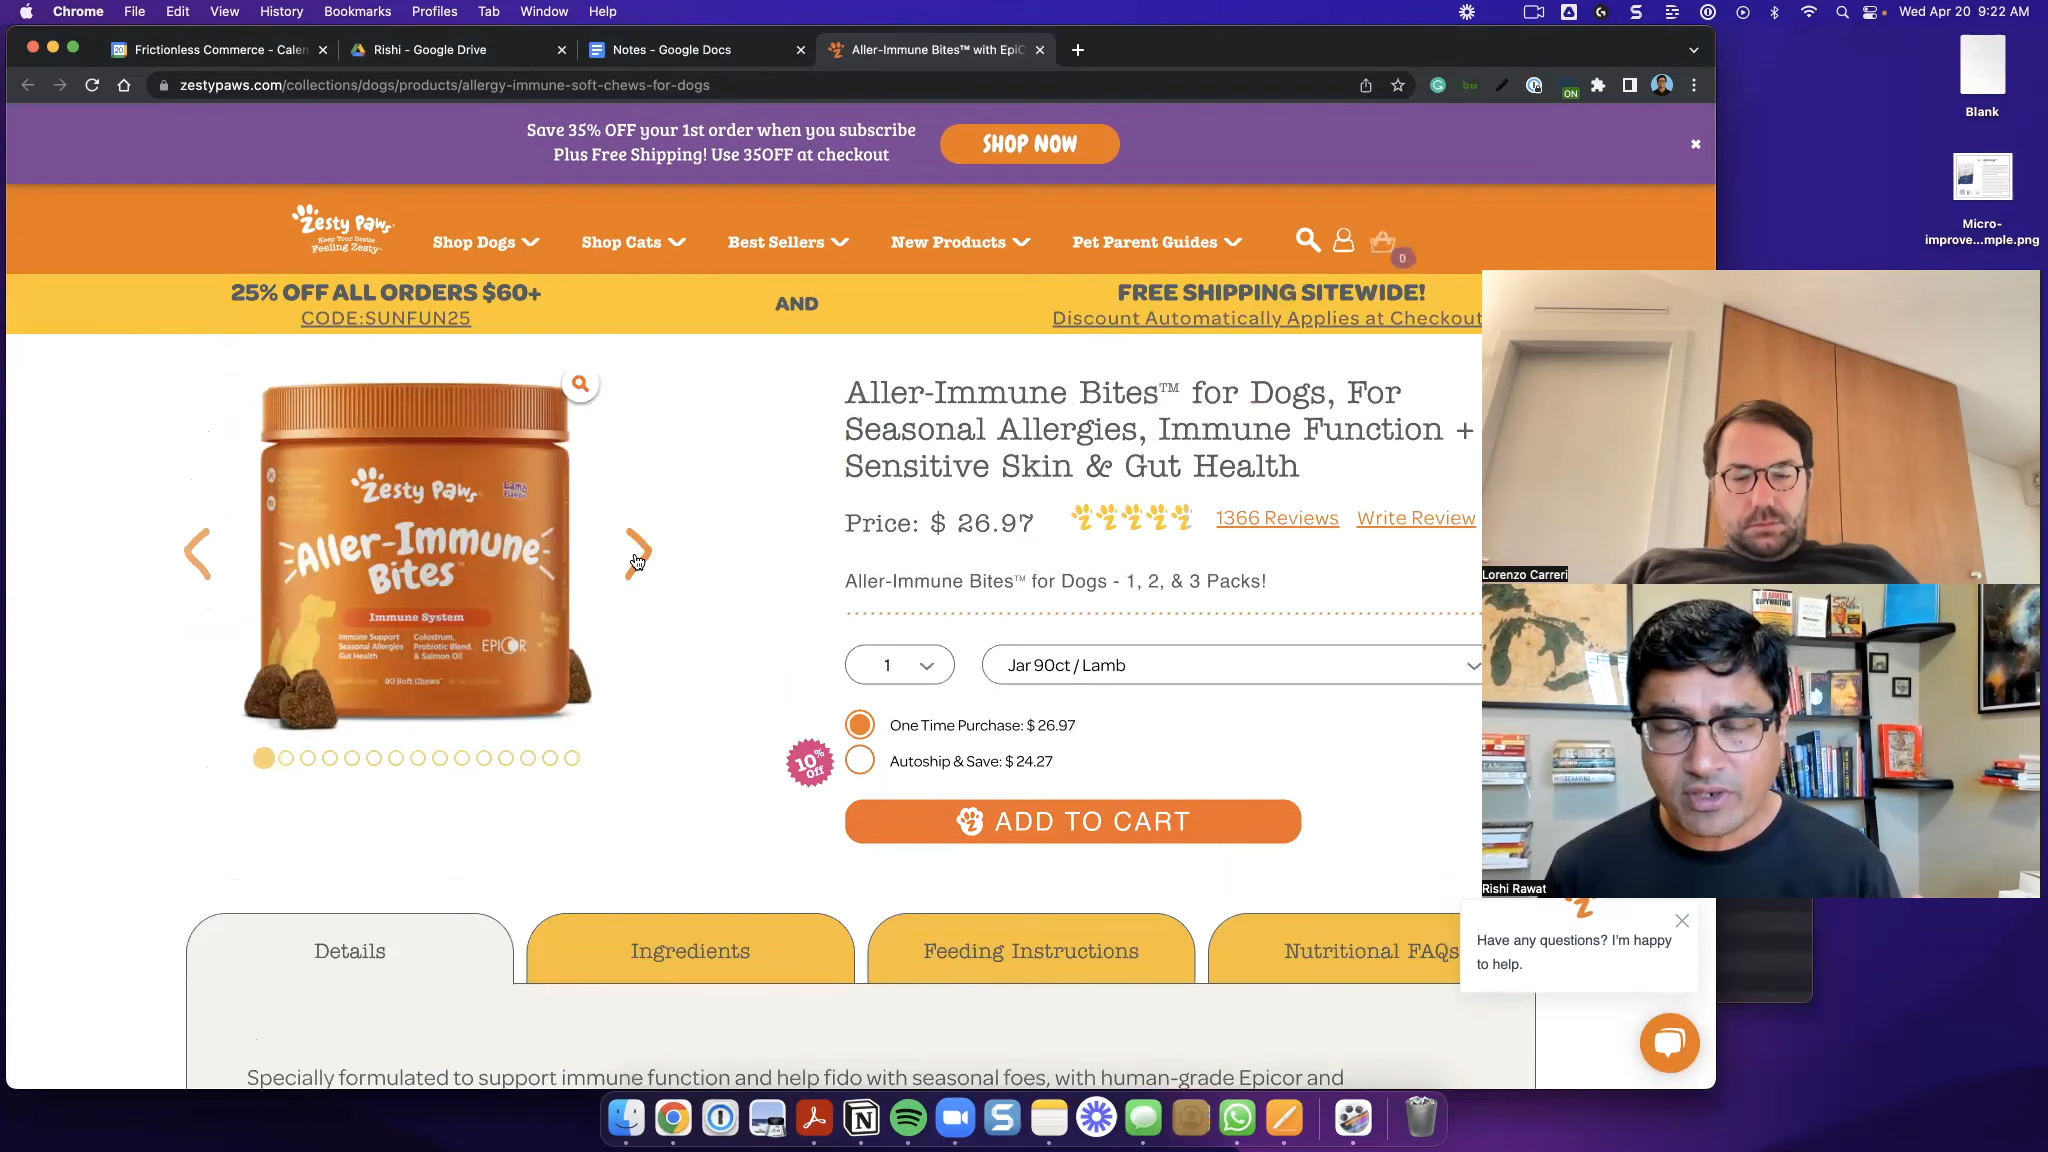 Chrome File Edit View History Bookmarks Profiles Tab Window Help
Wed Apr 20 9:22 AM
Frictionless Commerce - Calen
Rishi - Google Drive
Notes - Google Docs
Aller-Immune Bites™ with EpiC
zestypaws.com/collections/dogs/products/allergy-immune-soft-chews-for-dogs
ON
Blank
Micro-
improve...mple.png
Save 35% OFF your 1st order when you subscribe
Plus Free Shipping! Use 35OFF at checkout
SHOP NOW
Zesty Paws
Keep Your Bestie
Feeling Zesty
Shop Dogs
Shop Cats
Best Sellers
New Products
Pet Parent Guides
0
25% OFF ALL ORDERS $60+
CODE:SUNFUN25
AND
FREE SHIPPING SITEWIDE!
Discount Automatically Applies at Checkout
Zesty Paws
Lamb
Flavor
Aller-Immune
Bites™
Immune System
Immune Support
Seasonal Allergies
Gut Health
Colostrum,
Probiotic Blend,
& Salmon Oil
EPICOR
90 Soft Chews
Aller-Immune Bites™ for Dogs, For
Seasonal Allergies, Immune Function +
Sensitive Skin & Gut Health
Price: $ 26.97
1366 Reviews
Write Review
Aller-Immune Bites™ for Dogs - 1, 2, & 3 Packs!
1
Jar 90ct / Lamb
One Time Purchase: $ 26.97
10% Off
Autoship & Save: $ 24.27
ADD TO CART
Lorenzo Carreri
Rishi Rawat
Details
Ingredients
Feeding Instructions
Nutritional FAQs
Have any questions? I'm happy
to help.
Specially formulated to support immune function and help fido with seasonal foes, with human-grade Epicor and